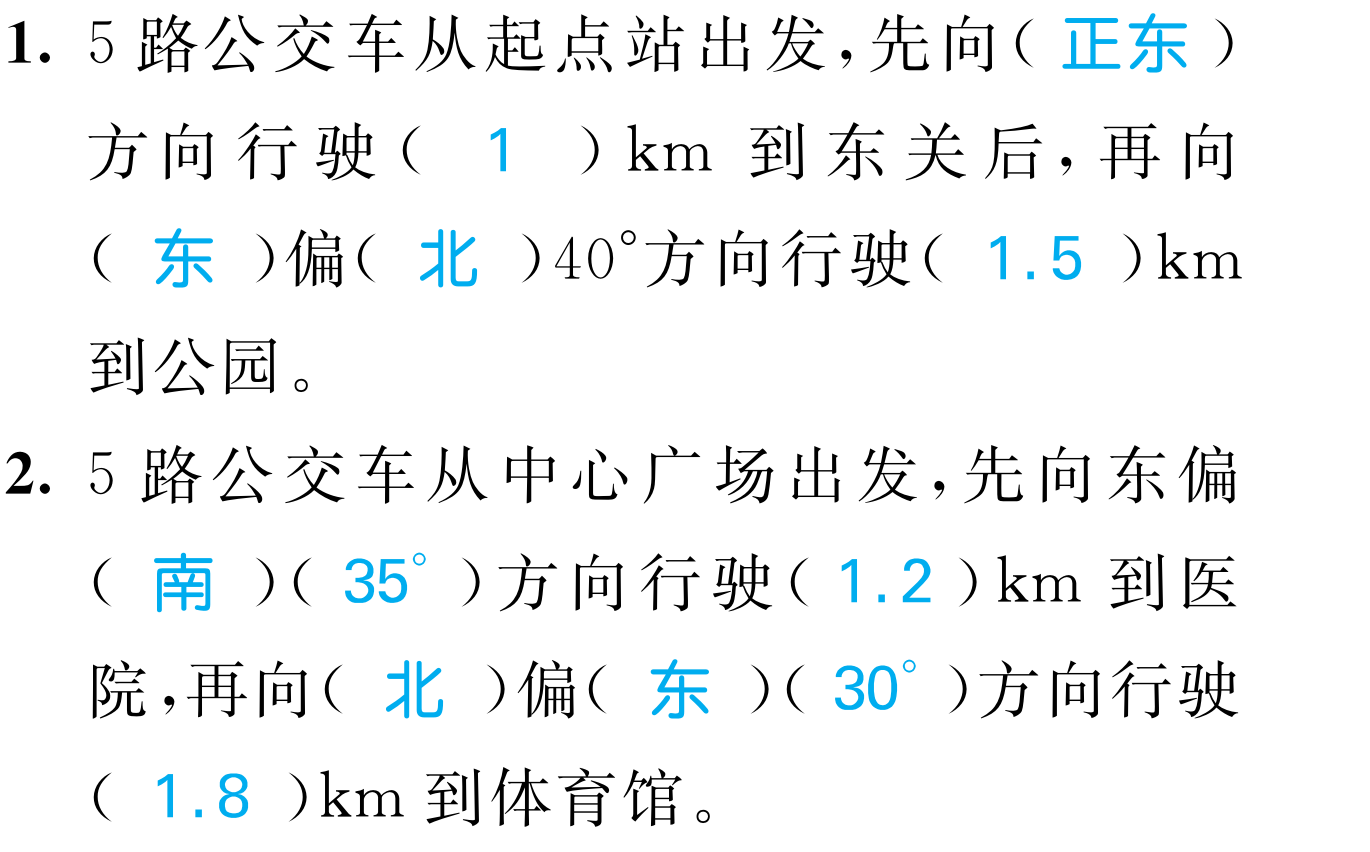 1. 5路公交车从起点站出发,先向( 正东 )
方向行驶( 1 )km 到东关后,再向
( 东 )偏( 北 )40°方向行驶( 1.5 )km
到公园。
2. 5路公交车从中心广场出发,先向东偏
( 南 )( 35° )方向行驶( 1.2 )km 到医
院,再向( 北 )偏( 东 )( 30° )方向行驶
( 1.8 )km 到体育馆。